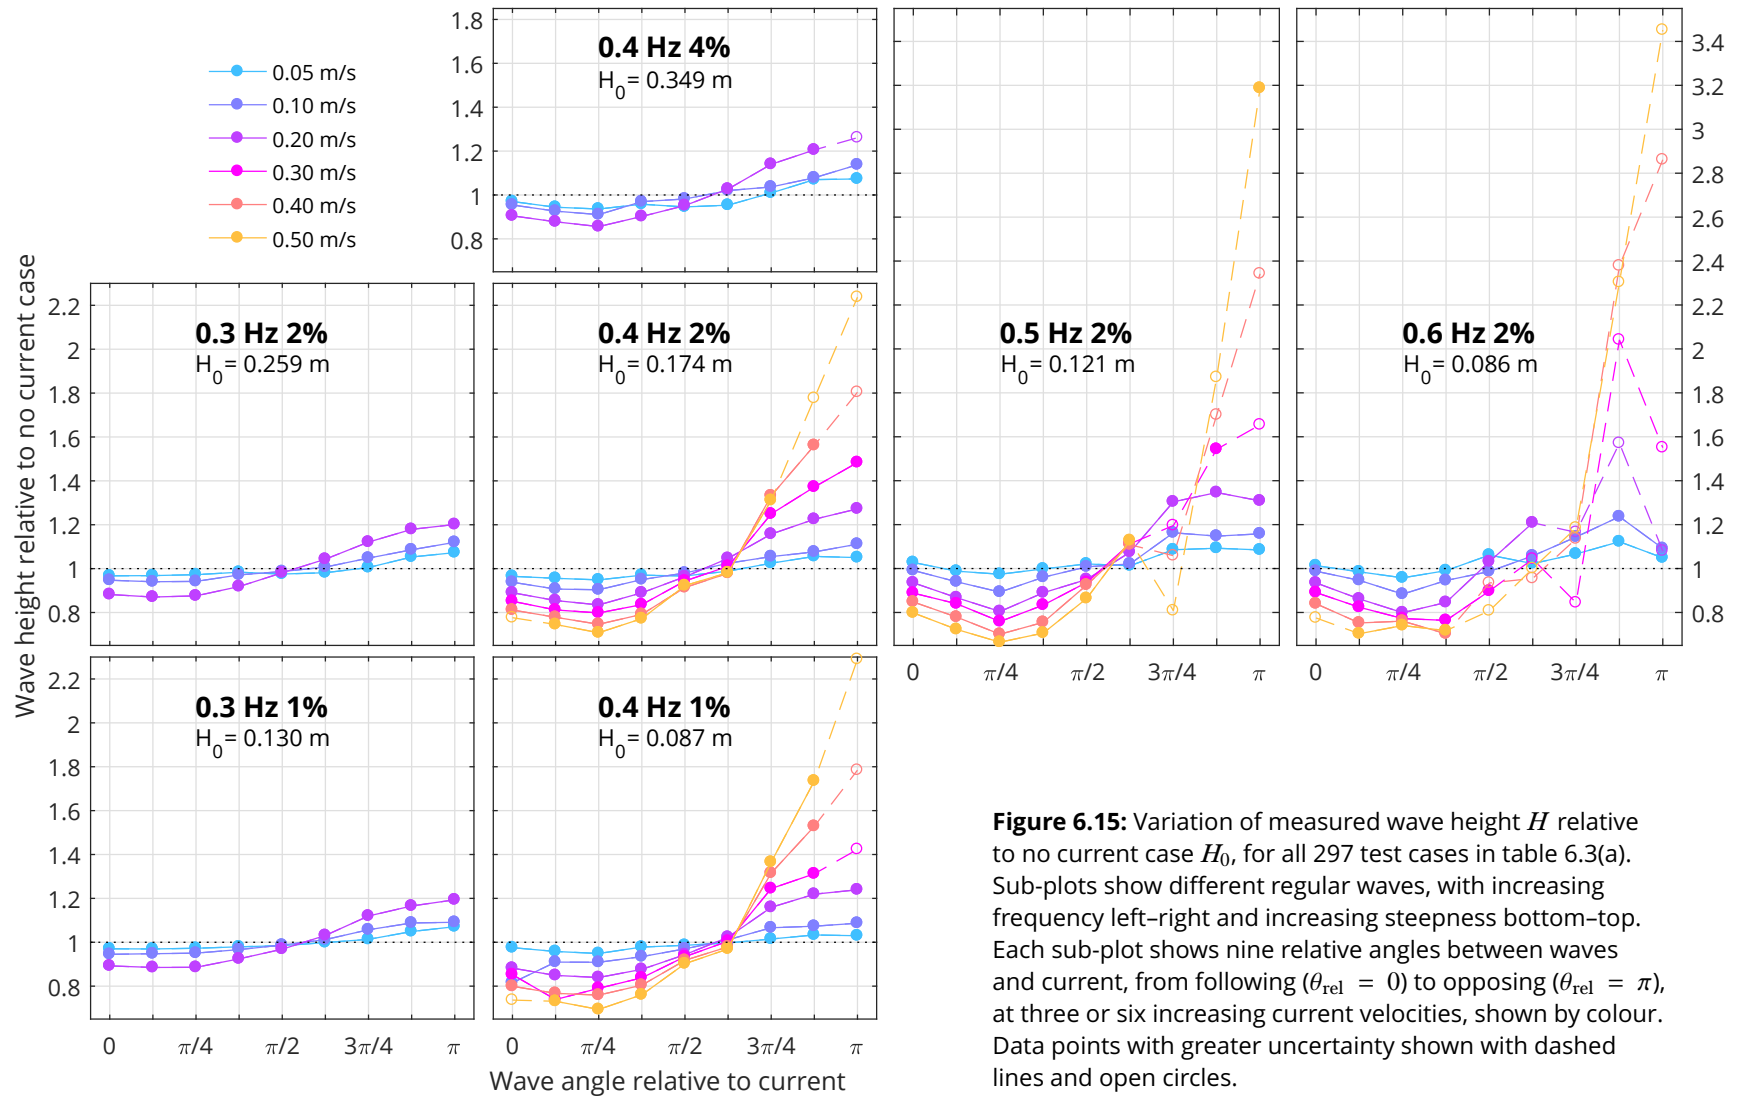 Wave height relative to no current case
0.05 m/s
0.10 m/s
0.20 m/s
0.30 m/s
0.40 m/s
0.50 m/s
1.8
1.6
1.4
1.2
1
0.8
0.4 Hz 4%
H0= 0.349 m
2.2
2
1.8
1.6
1.4
1.2
1
0.8
0.3 Hz 2%
H0= 0.259 m
0.4 Hz 2%
H0= 0.174 m
0.5 Hz 2%
H0= 0.121 m
0 π/4 π/2 3π/4 π
0.6 Hz 2%
H0= 0.086 m
0 π/4 π/2 3π/4 π
3.4
3.2
3
2.8
2.6
2.4
2.2
2
1.8
1.6
1.4
1.2
1
0.8
2.2
2
1.8
1.6
1.4
1.2
1
0.8
0.3 Hz 1%
H0= 0.130 m
0 π/4 π/2 3π/4 π
0.4 Hz 1%
H0= 0.087 m
0 π/4 π/2 3π/4 π
Wave angle relative to current
Figure 6.15: Variation of measured wave height H relative
to no current case H0, for all 297 test cases in table 6.3(a).
Sub-plots show different regular waves, with increasing
frequency left–right and increasing steepness bottom–top.
Each sub-plot shows nine relative angles between waves
and current, from following (θrel = 0) to opposing (θrel = π),
at three or six increasing current velocities, shown by colour.
Data points with greater uncertainty shown with dashed
lines and open circles.